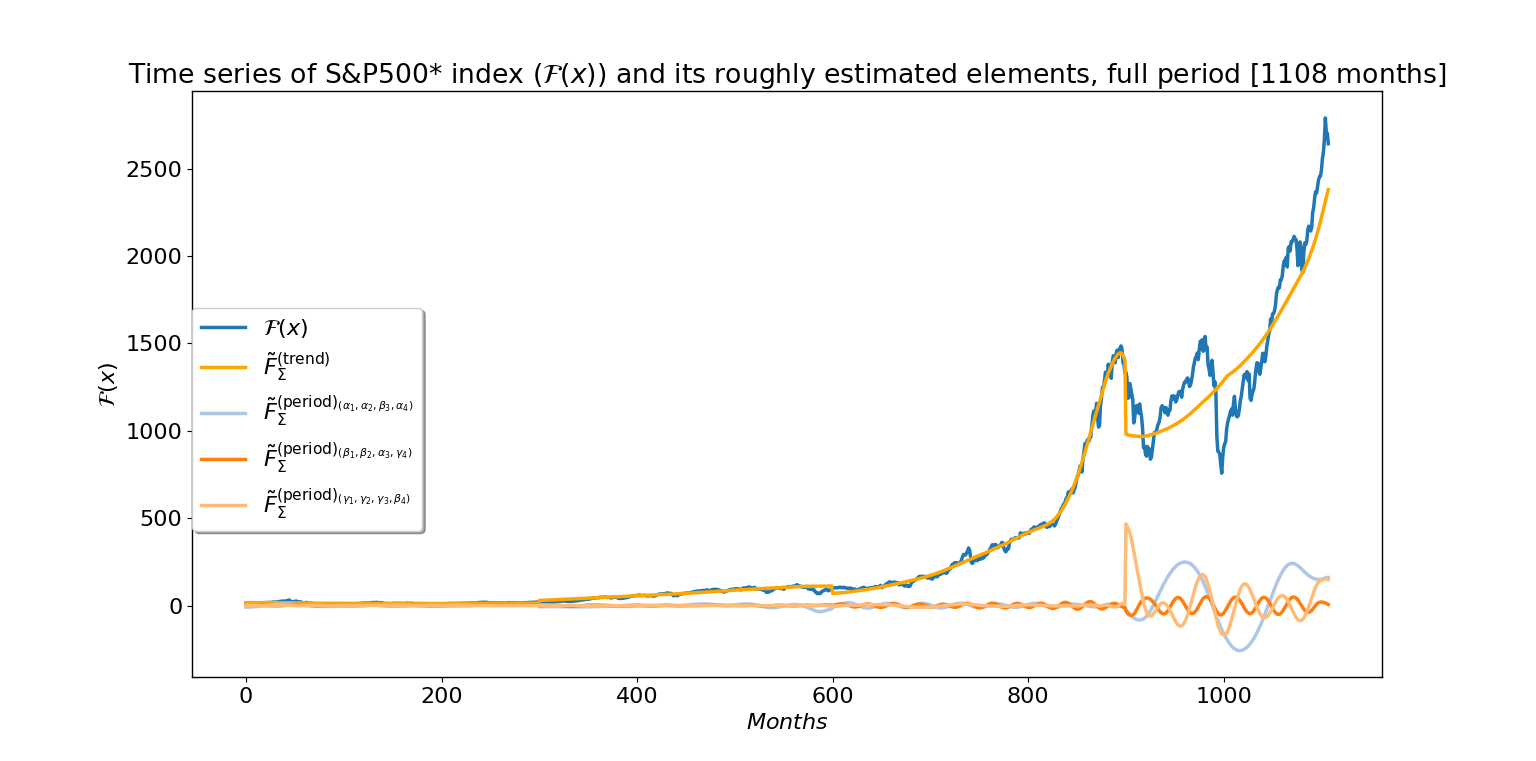 Time series of S&P500* index (ℱ(x)) and its roughly estimated elements, full period [1108 months]
ℱ(x)
2500
2000
1500
1000
500
0
ℱ(x)
F̃_Σ^(trend)
F̃_Σ^(period)_(α₁, α₂, β₃, α₄)
F̃_Σ^(period)_(β₁, β₂, α₃, γ₄)
F̃_Σ^(period)_(γ₁, γ₂, γ₃, β₄)
0 200 400 600 800 1000
Months